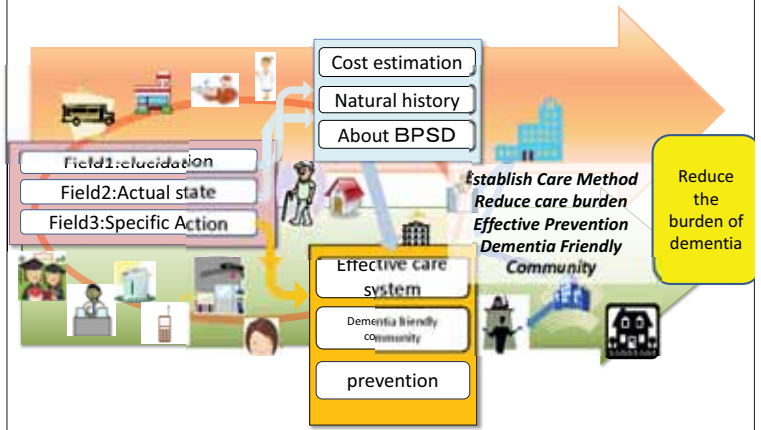 Cost estimation
Natural history
About BPSD
Field1:elucidation
Field2:Actual state
Field3:Specific Action
Establish Care Method
Reduce care burden
Effective Prevention
Dementia Friendly
Community
Reduce
the
burden of
dementia
Effective care
system
Dementia friendly
community
prevention